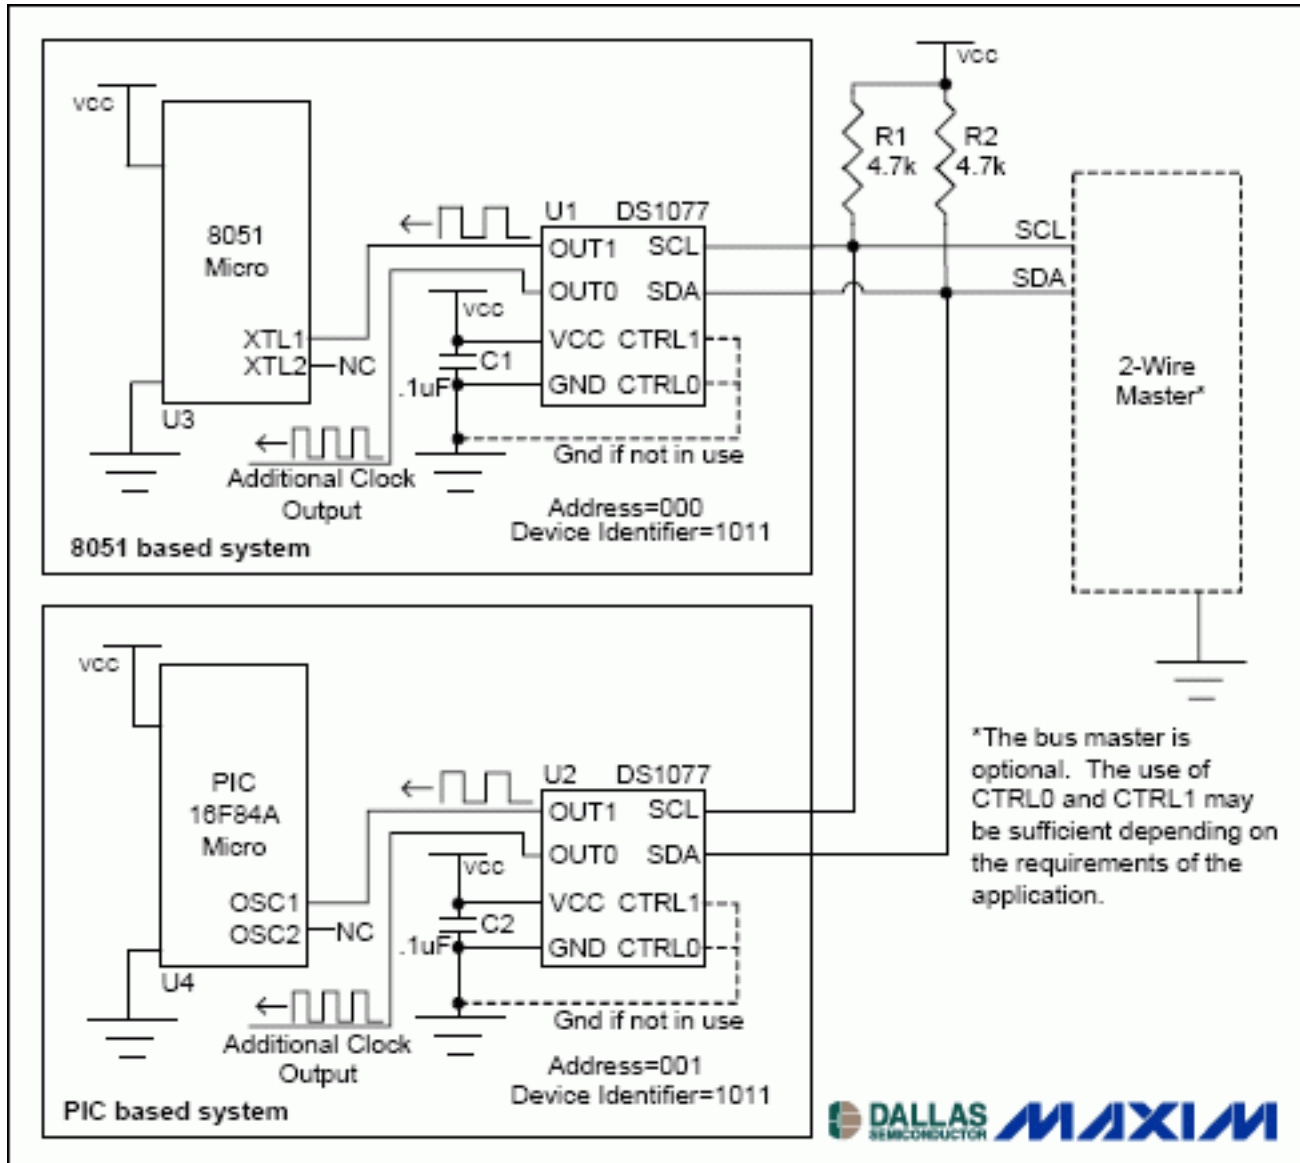 VCC
8051
Micro
XTL1
XTL2
NC
U3
Additional Clock
Output
8051 based system
U1 DS1077
OUT1 SCL
OUT0 SDA
VCC
VCC CTRL1
C1
.1uF
GND CTRL0
Gnd if not in use
Address=000
Device Identifier=1011
VCC
R1
4.7k
R2
4.7k
SCL
SDA
2-Wire
Master*
VCC
PIC
16F84A
Micro
OSC1
OSC2
NC
U4
Additional Clock
Output
PIC based system
U2 DS1077
OUT1 SCL
OUT0 SDA
VCC
VCC CTRL1
C2
.1uF
GND CTRL0
Gnd if not in use
Address=001
Device Identifier=1011
*The bus master is
optional. The use of
CTRL0 and CTRL1 may
be sufficient depending on
the requirements of the
application.
DALLAS
SEMICONDUCTOR
MAXIM